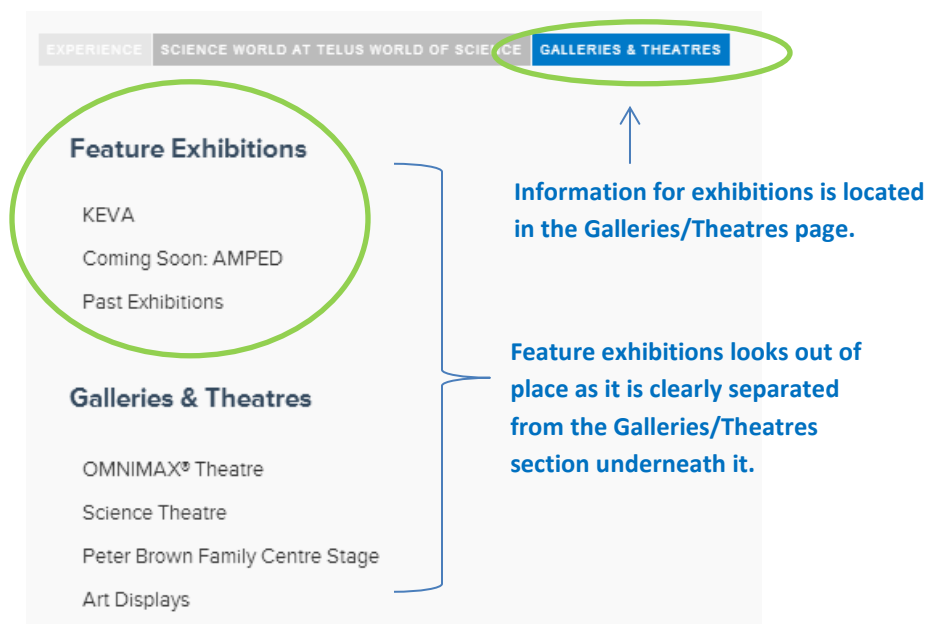 EXPERIENCE SCIENCE WORLD AT TELUS WORLD OF SCIENCE GALLERIES & THEATRES
Feature Exhibitions
KEVA
Coming Soon: AMPED
Past Exhibitions
Information for exhibitions is located
in the Galleries/Theatres page.
Feature exhibitions looks out of
place as it is clearly separated
from the Galleries/Theatres
section underneath it.
Galleries & Theatres
OMNIMAX® Theatre
Science Theatre
Peter Brown Family Centre Stage
Art Displays